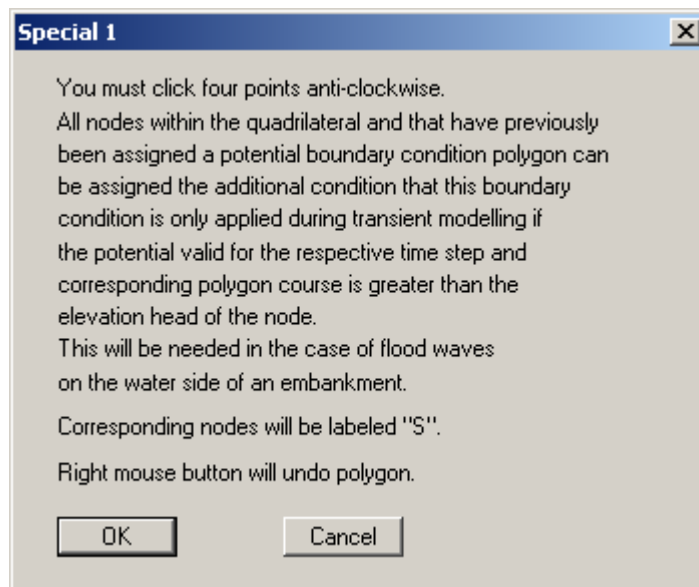 Special 1
You must click four points anti-clockwise.
All nodes within the quadrilateral and that have previously
been assigned a potential boundary condition polygon can
be assigned the additional condition that this boundary
condition is only applied during transient modelling if
the potential valid for the respective time step and
corresponding polygon course is greater than the
elevation head of the node.
This will be needed in the case of flood waves
on the water side of an embankment.
Corresponding nodes will be labeled "S".
Right mouse button will undo polygon.
OK Cancel